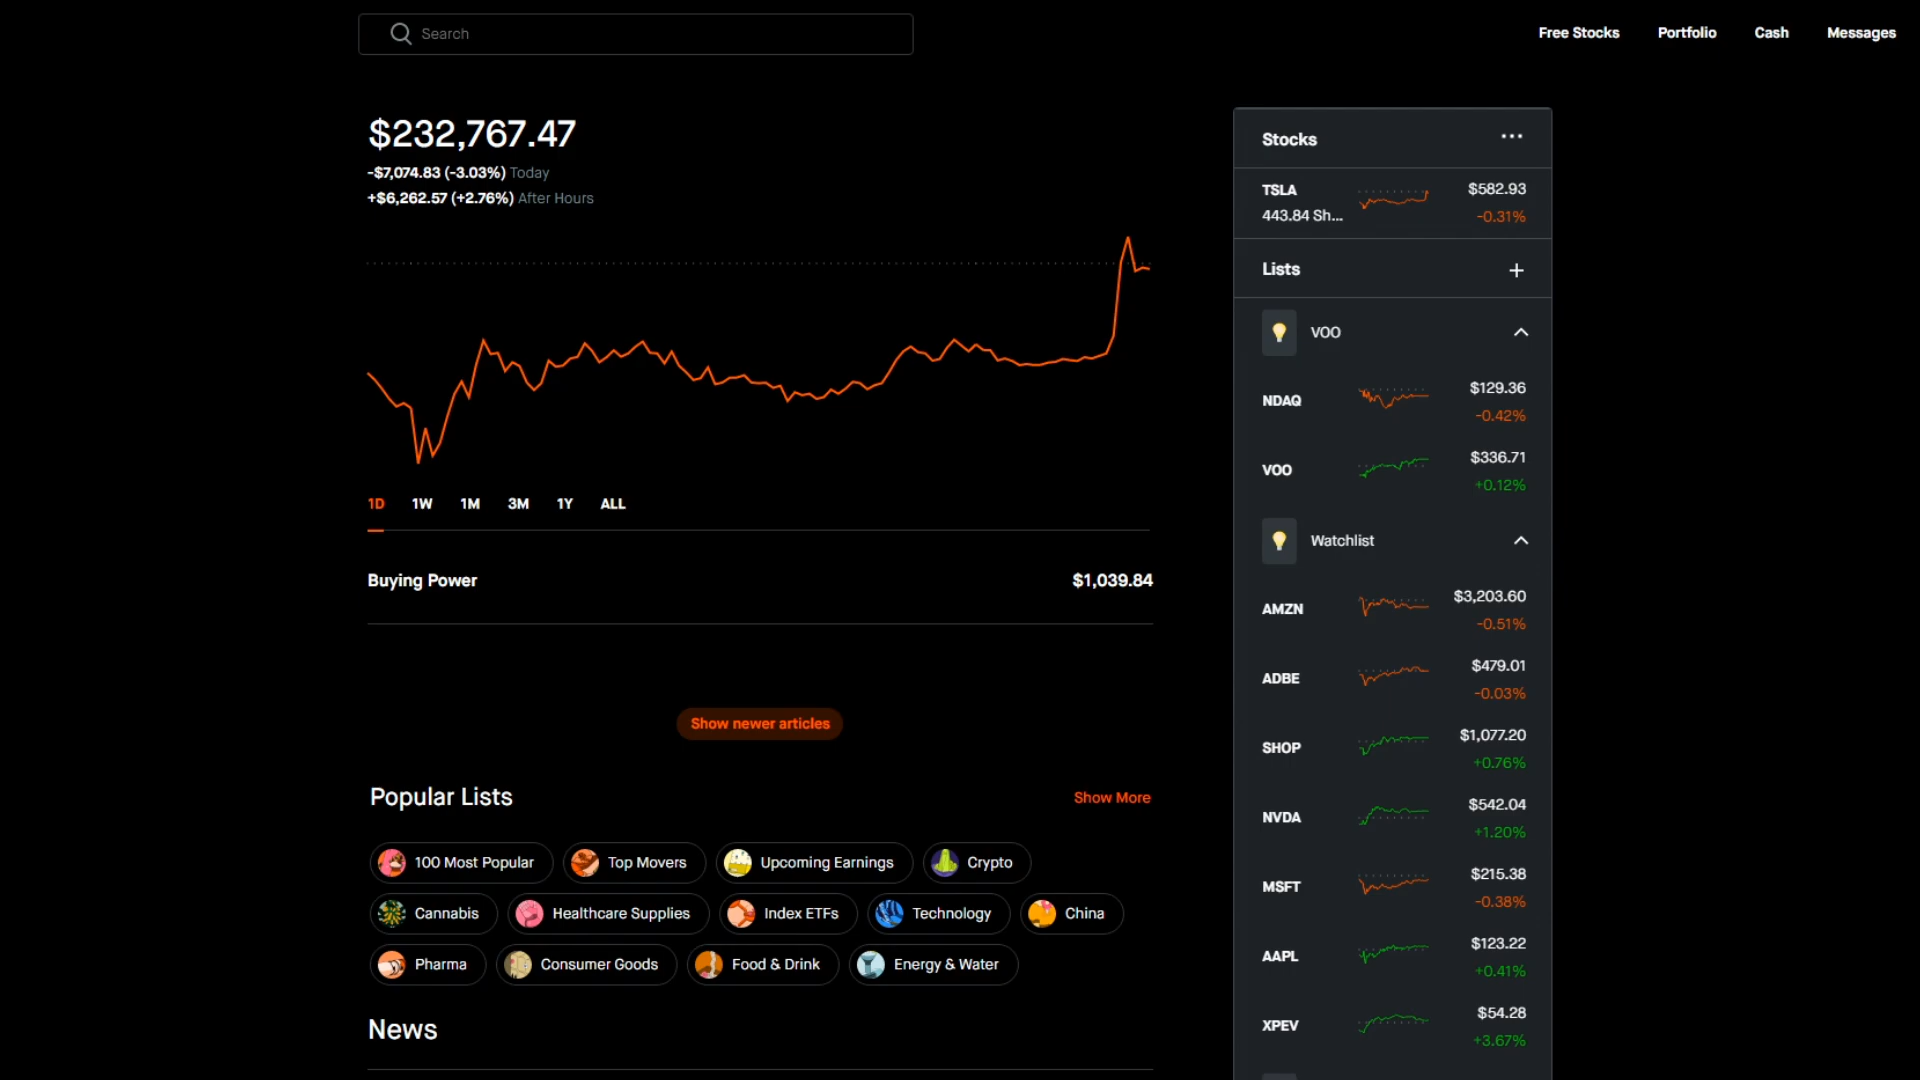 Search
Free Stocks
Portfolio
Cash
Messages
$232,767.47
-$7,074.83 (-3.03%) Today
+$6,262.57 (+2.76%) After Hours
1D 1W 1M 3M 1Y ALL
Buying Power $1,039.84
Show newer articles
Popular Lists Show More
100 Most Popular Top Movers Upcoming Earnings Crypto
Cannabis Healthcare Supplies Index ETFs Technology China
Pharma Consumer Goods Food & Drink Energy & Water
News
Stocks
TSLA $582.93
443.84 Sh... -0.31%
Lists
VOO
NDAQ $129.36
-0.42%
VOO $336.71
+0.12%
Watchlist
AMZN $3,203.60
-0.51%
ADBE $479.01
-0.03%
SHOP $1,077.20
+0.76%
NVDA $542.04
+1.20%
MSFT $215.38
-0.38%
AAPL $123.22
+0.41%
XPEV $54.28
+3.67%